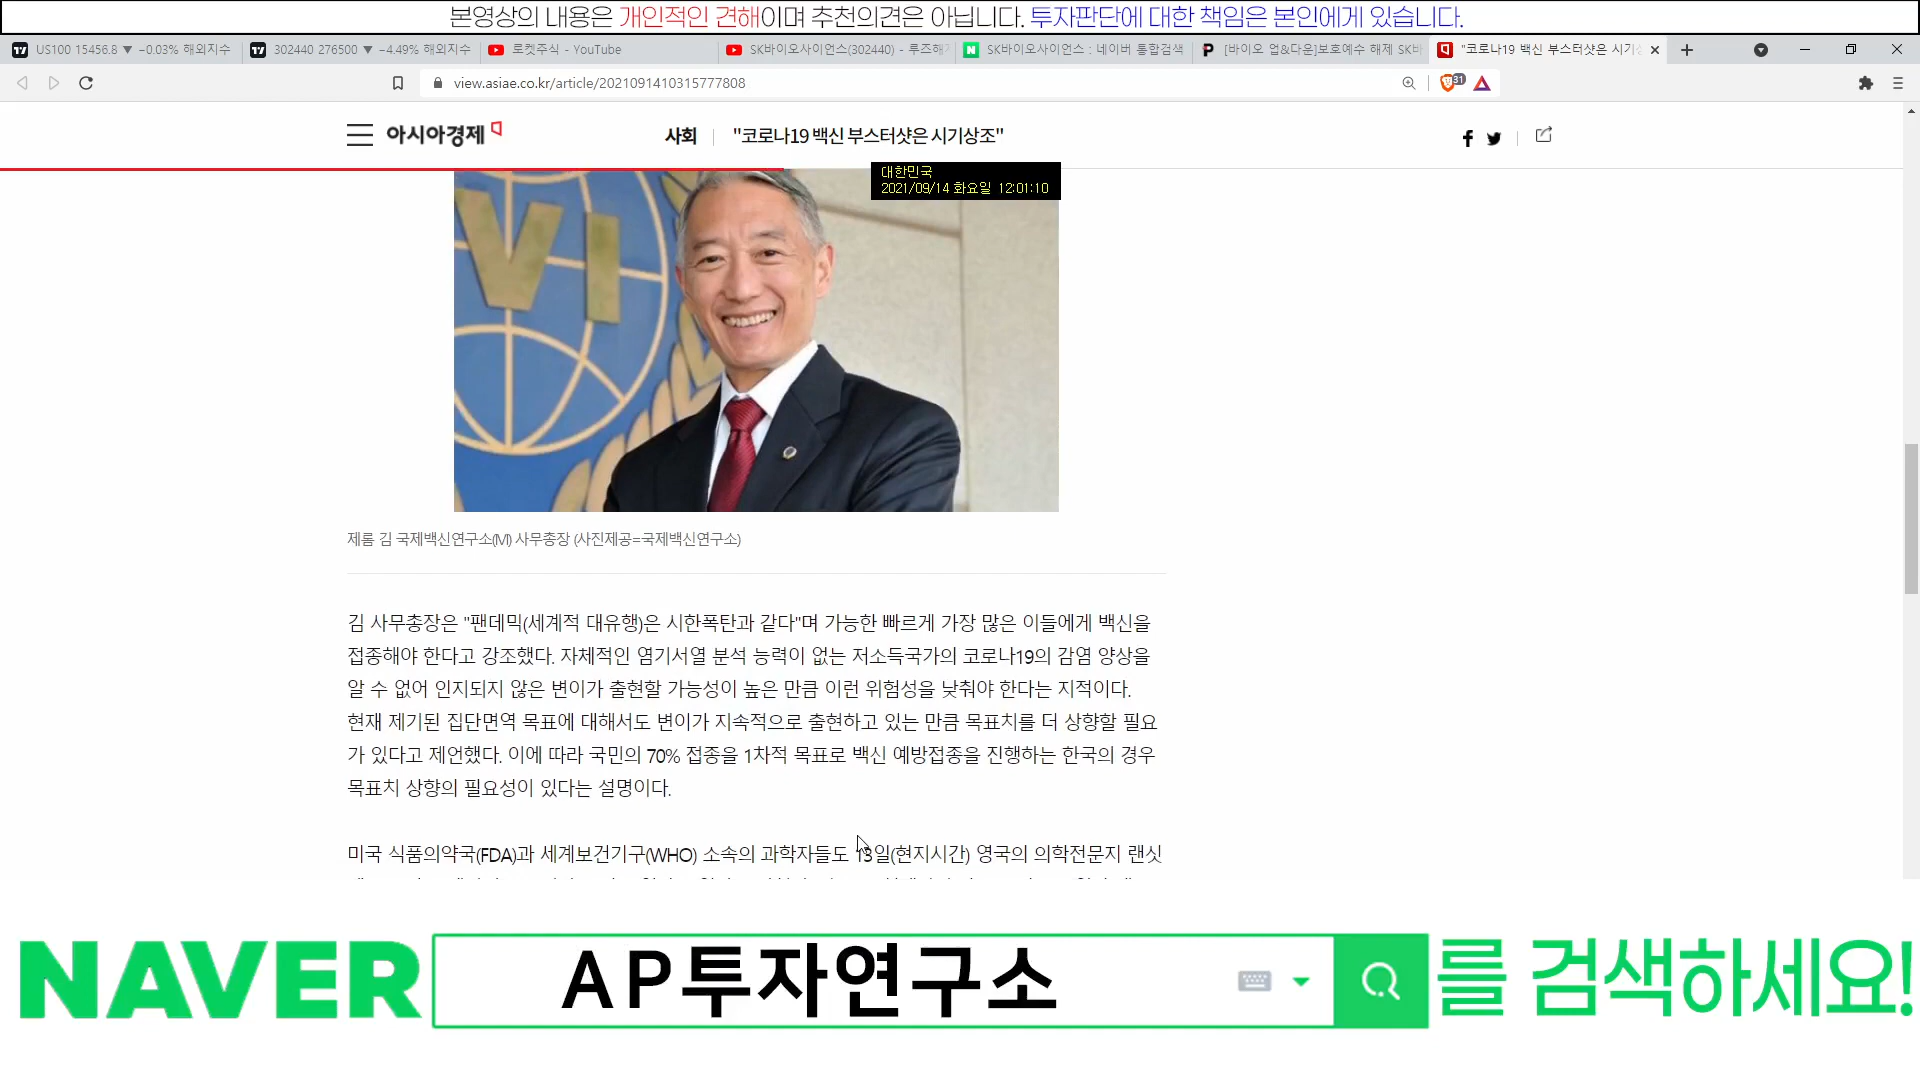 본영상의 내용은 개인적인 견해이며 추천의견은 아닙니다. 투자판단에 대한 책임은 본인에게 있습니다.
US100 15456.8 ▼ −0.03% 해외지수
302440 276500 ▼ −4.49% 해외지수
로켓주식 - YouTube
SK바이오사이언스(302440) - 루즈해
SK바이오사이언스 : 네이버 통합검색
[바이오 업&다운]보호예수 해제 SK바
"코로나19 백신 부스터샷은 시기상
view.asiae.co.kr/article/2021091410315777808
31
아시아경제
사회
"코로나19 백신 부스터샷은 시기상조"
대한민국
2021/09/14 화요일 12:01:10
VI
제롬 김 국제백신연구소(IVI) 사무총장 (사진제공=국제백신연구소)
김 사무총장은 "팬데믹(세계적 대유행)은 시한폭탄과 같다"며 가능한 빠르게 가장 많은 이들에게 백신을
접종해야 한다고 강조했다. 자체적인 염기서열 분석 능력이 없는 저소득국가의 코로나19의 감염 양상을
알 수 없어 인지되지 않은 변이가 출현할 가능성이 높은 만큼 이런 위험성을 낮춰야 한다는 지적이다.
현재 제기된 집단면역 목표에 대해서도 변이가 지속적으로 출현하고 있는 만큼 목표치를 더 상향할 필요
가 있다고 제언했다. 이에 따라 국민의 70% 접종을 1차적 목표로 백신 예방접종을 진행하는 한국의 경우
목표치 상향의 필요성이 있다는 설명이다.
미국 식품의약국(FDA)과 세계보건기구(WHO) 소속의 과학자들도 13일(현지시간) 영국의 의학전문지 랜싯
NAVER AP투자연구소 를 검색하세요!